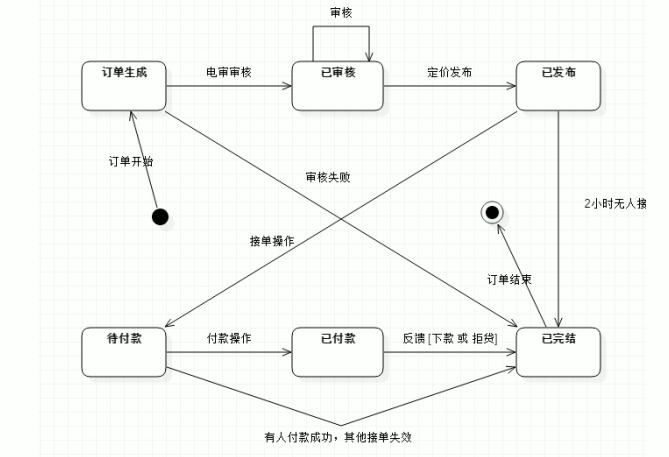 审核
订单生成
电审审核
已审核
定价发布
已发布
订单开始
审核失败
2小时无人接
接单操作
订单结束
待付款
付款操作
已付款
反馈 [下款 或 拒贷]
已完结
有人付款成功，其他接单失效